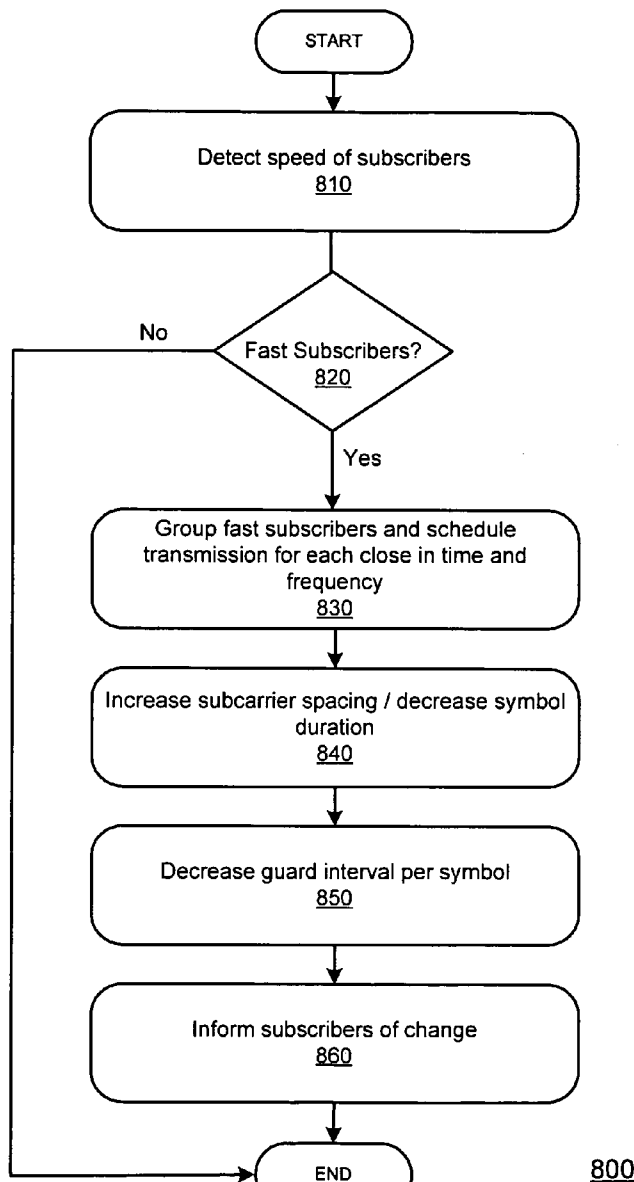 START
Detect speed of subscribers
810
No
Fast Subscribers?
820
Yes
Group fast subscribers and schedule
transmission for each close in time and
frequency
830
Increase subcarrier spacing / decrease symbol
duration
840
Decrease guard interval per symbol
850
Inform subscribers of change
860
END
800